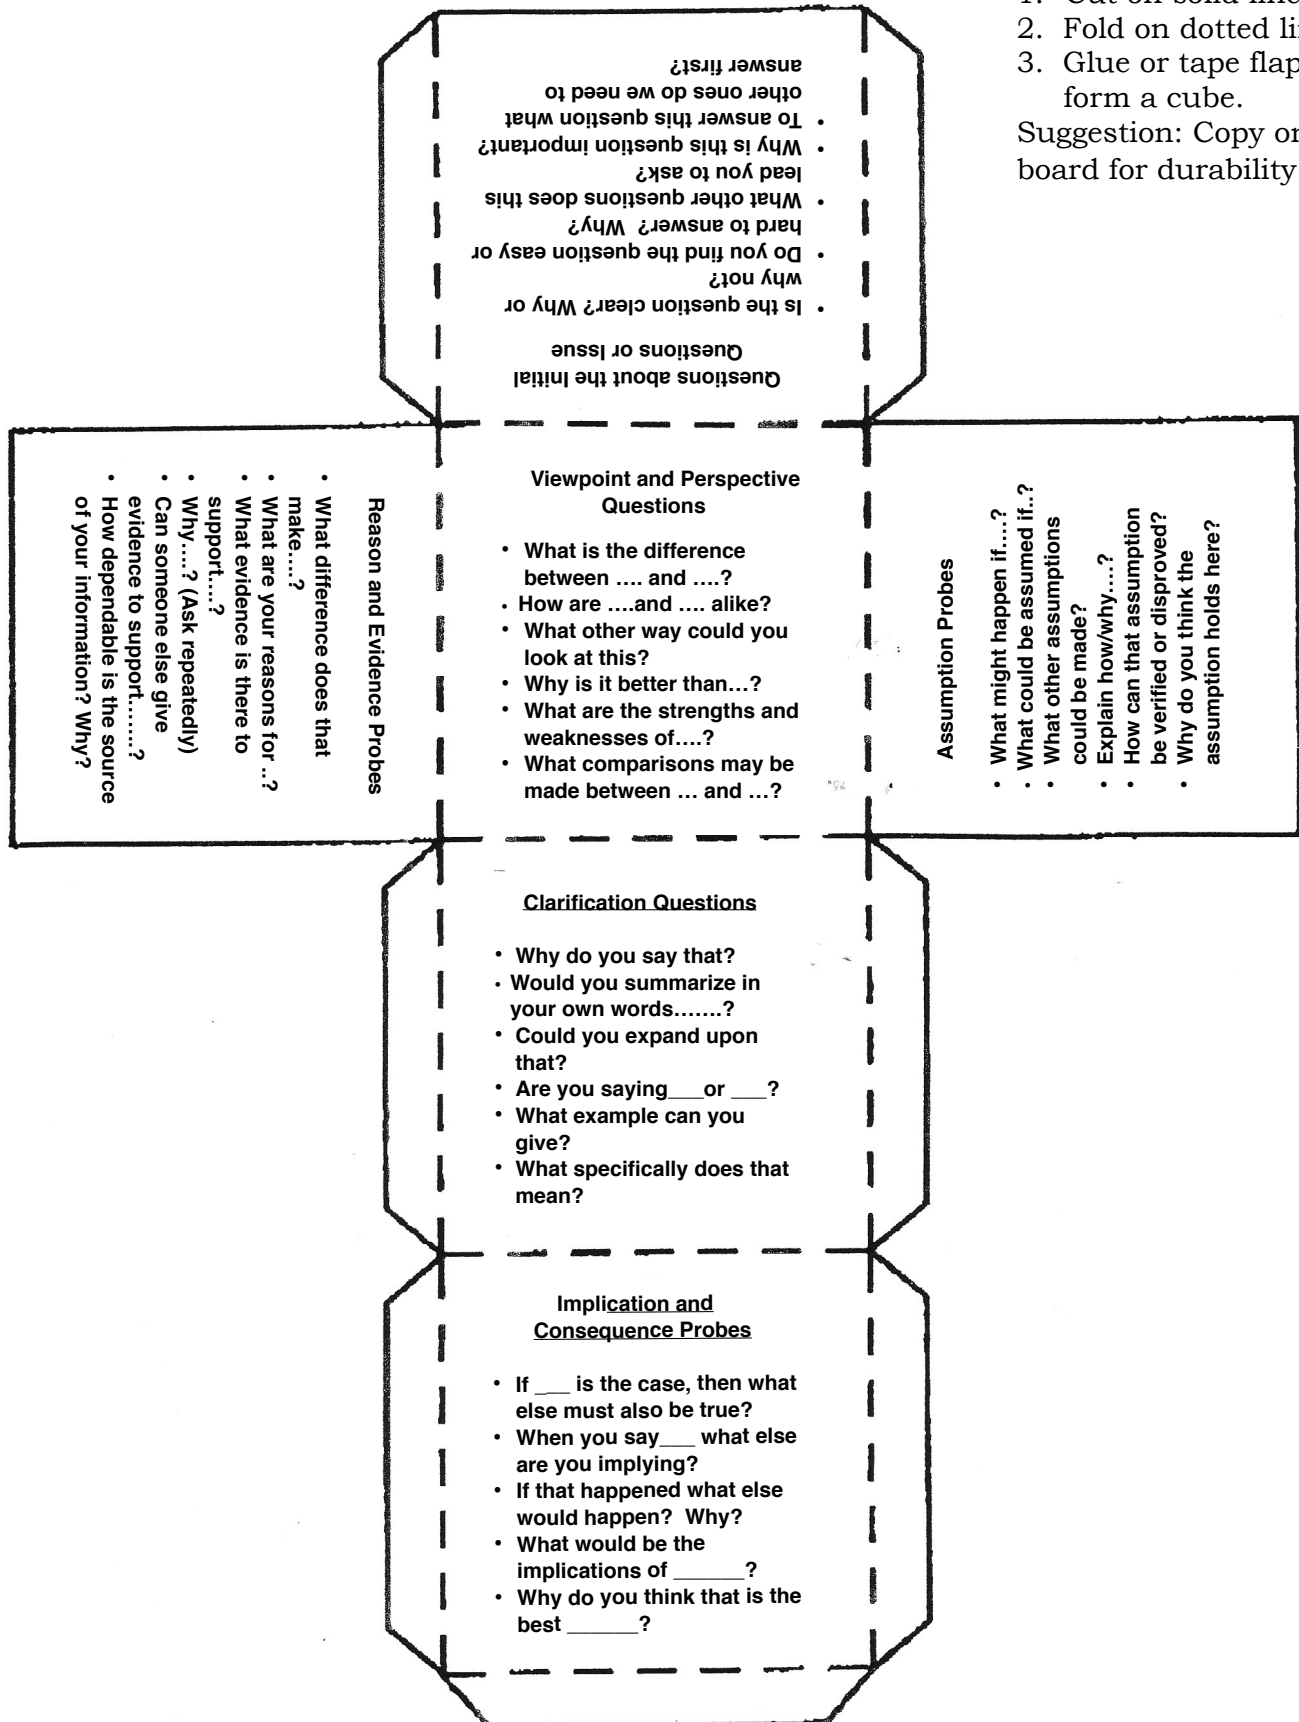 1. Cut on solid line
2. Fold on dotted li
3. Glue or tape flap
form a cube.
Suggestion: Copy or
board for durability
Questions about the Initial
Questions or Issue
• Is the question clear? Why or
why not?
• Do you find the question easy or
hard to answer?  Why?
• What other questions does this
lead you to ask?
• Why is this question important?
• To answer this question what
other ones do we need to
answer first?
Reason and Evidence Probes
• What difference does that
make....?
• What are your reasons for ..?
• What evidence is there to
support....?
• Why....? (Ask repeatedly)
• Can someone else give
evidence to support........?
• How dependable is the source
of your information? Why?
Viewpoint and Perspective
Questions
• What is the difference
between .... and ....?
• How are ....and .... alike?
• What other way could you
look at this?
• Why is it better than...?
• What are the strengths and
weaknesses of....?
• What comparisons may be
made between ... and ...?
Assumption Probes
• What might happen if....?
• What could be assumed if..?
• What other assumptions
could be made?
• Explain how/why....?
• How can that assumption
be verified or disproved?
• Why do you think the
assumption holds here?
Clarification Questions
• Why do you say that?
• Would you summarize in
your own words.......?
• Could you expand upon
that?
• Are you saying___or ___?
• What example can you
give?
• What specifically does that
mean?
Implication and
Consequence Probes
• If ___ is the case, then what
else must also be true?
• When you say___ what else
are you implying?
• If that happened what else
would happen?  Why?
• What would be the
implications of ______?
• Why do you think that is the
best ______?